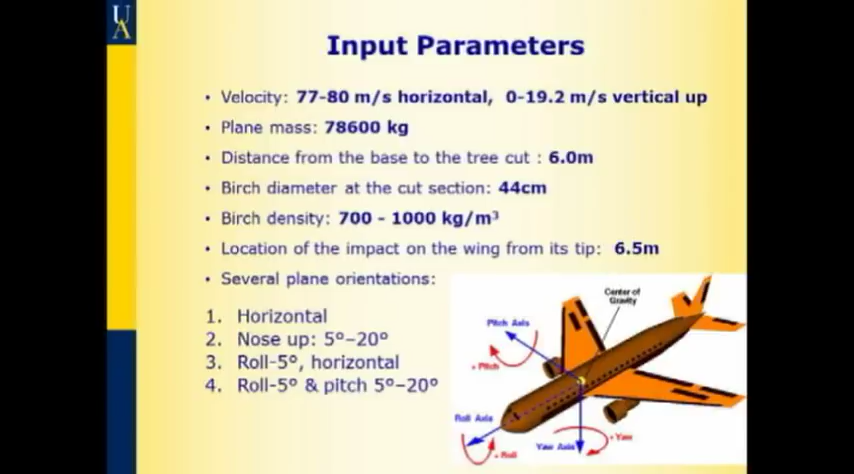 UA
Input Parameters
• Velocity: 77-80 m/s horizontal, 0-19.2 m/s vertical up
• Plane mass: 78600 kg
• Distance from the base to the tree cut : 6.0m
• Birch diameter at the cut section: 44cm
• Birch density: 700 - 1000 kg/m³
• Location of the impact on the wing from its tip: 6.5m
• Several plane orientations:
1. Horizontal
2. Nose up: 5°–20°
3. Roll-5°, horizontal
4. Roll-5° & pitch 5°–20°
Center of
Gravity
Pitch Axis
+ Pitch
Roll Axis
+ Roll
Yaw Axis
+ Yaw